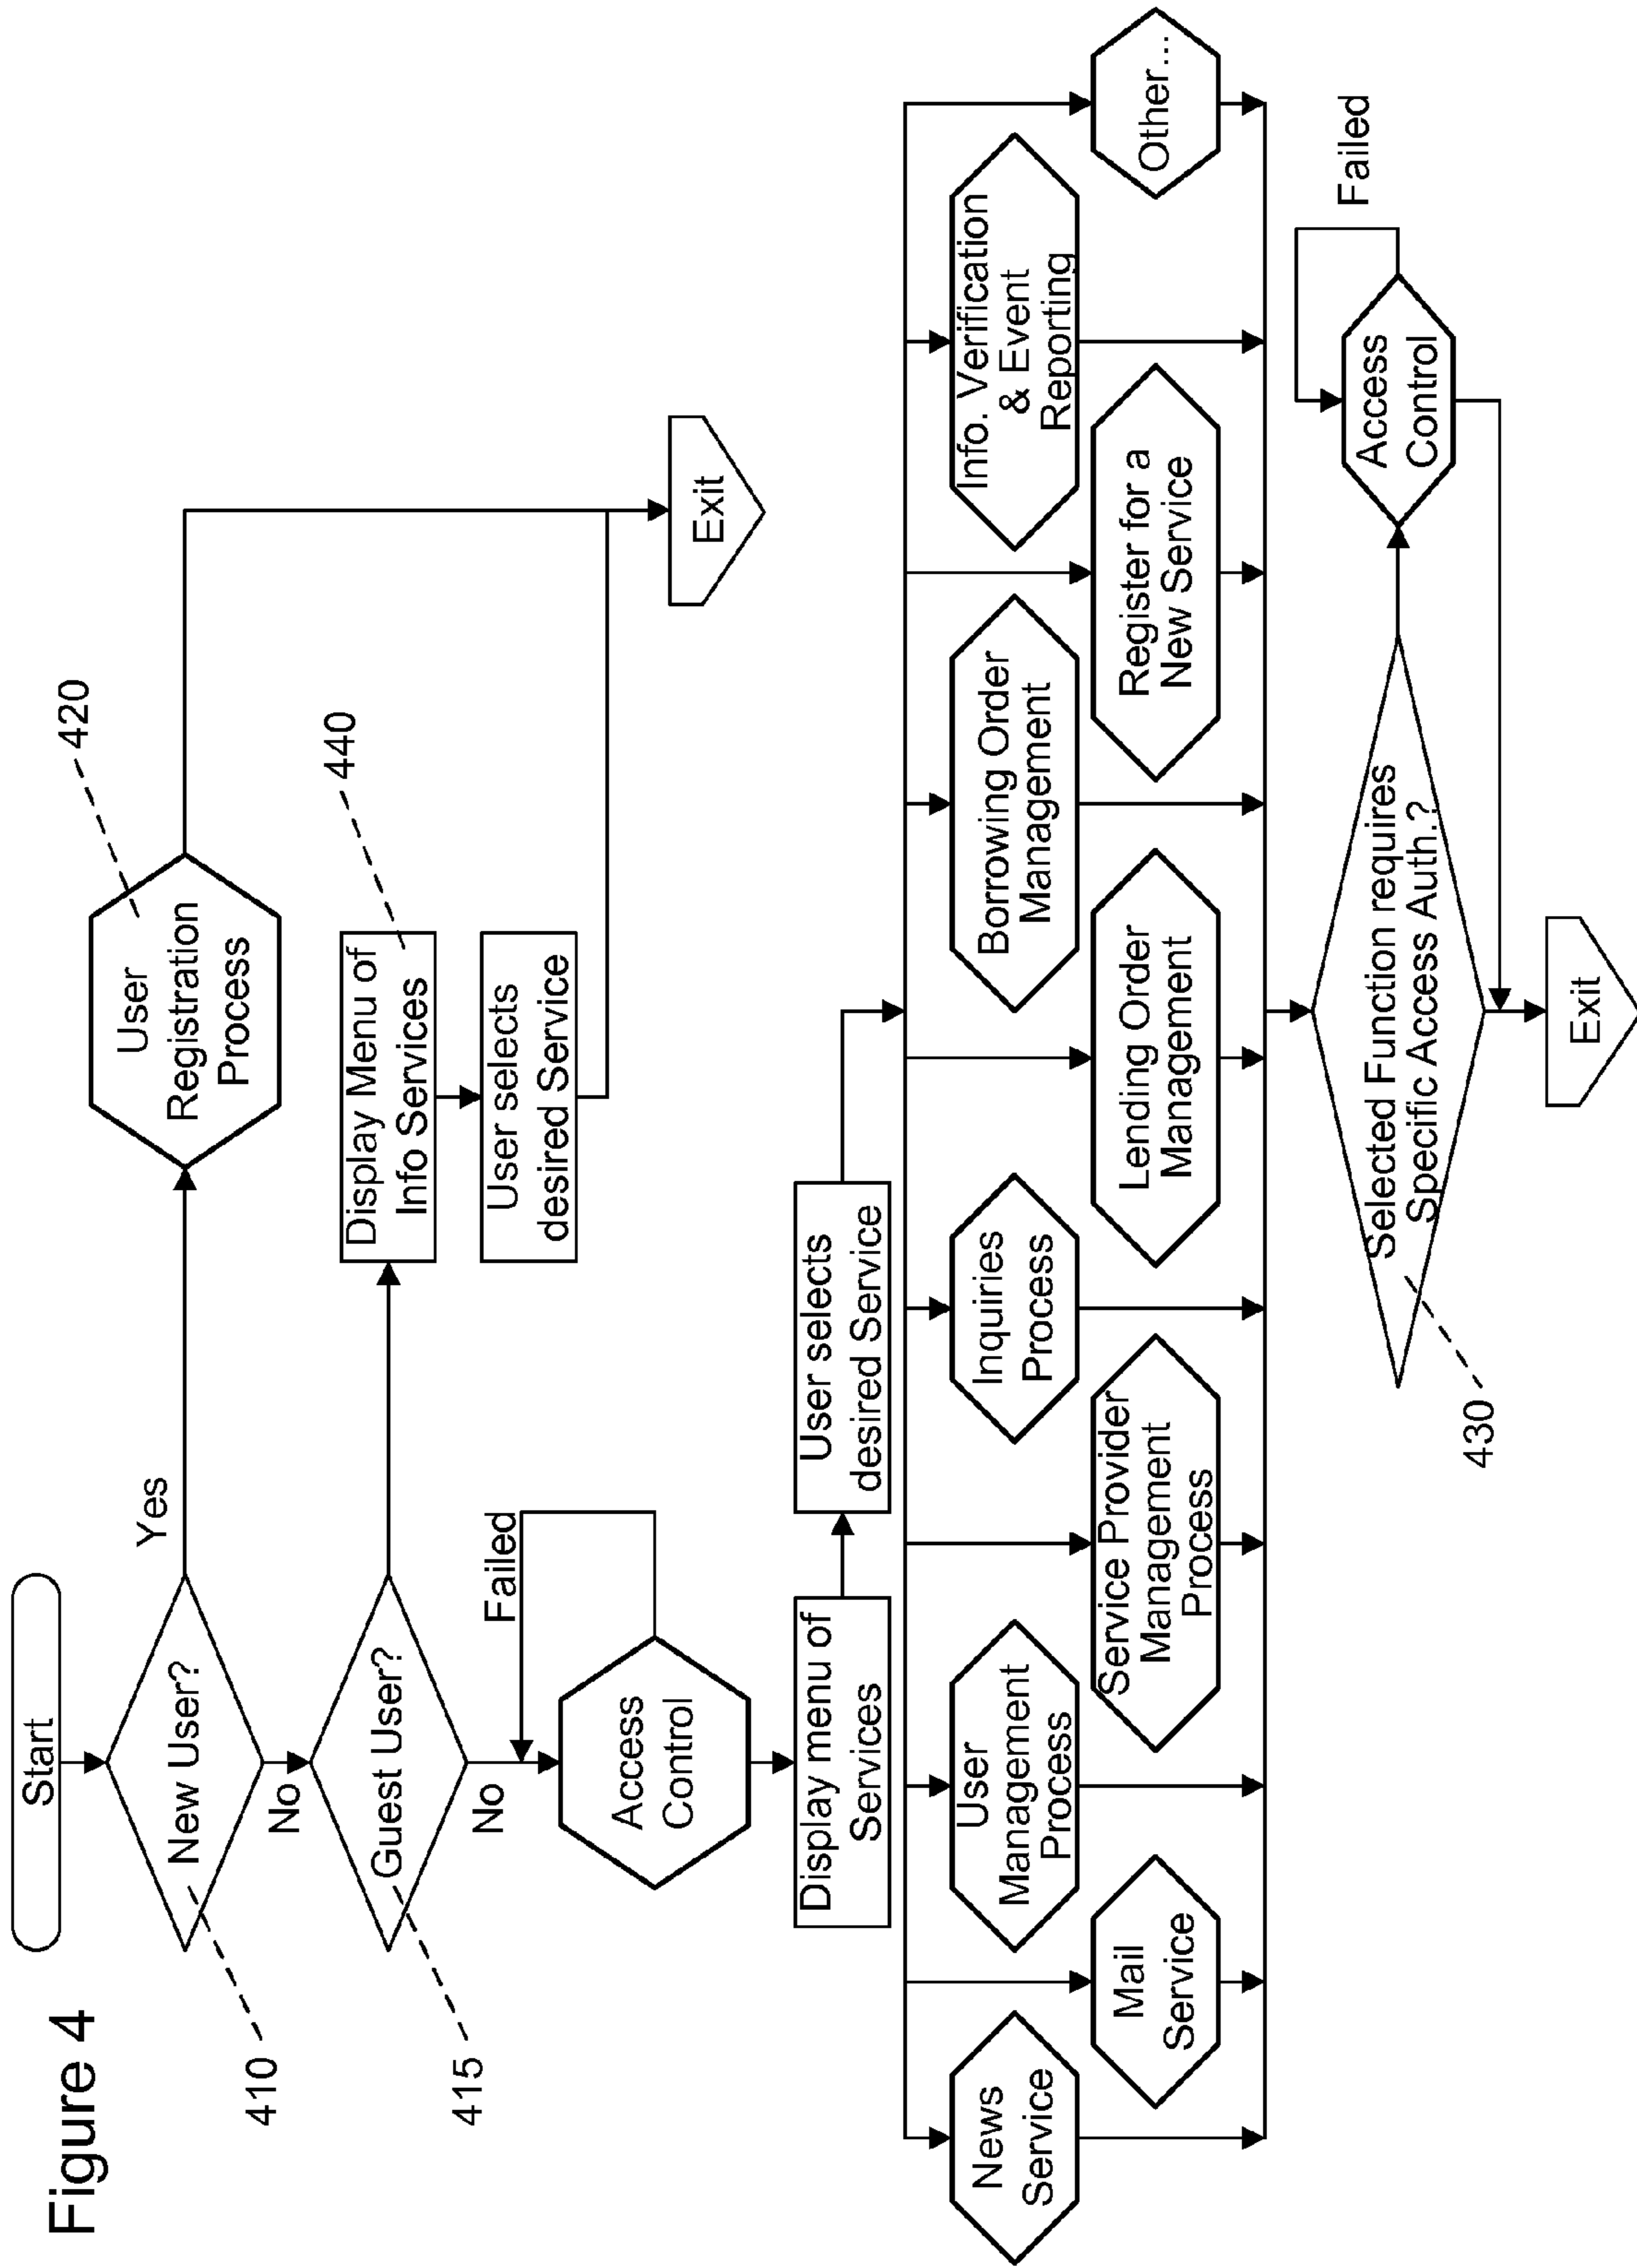 Figure 4
Start
New User?
Yes
No
410
User
Registration
Process
420
Guest User?
No
415
Display Menu of
Info Services
440
User selects
desired Service
Exit
Failed
Access
Control
Display menu of
Services
User selects
desired Service
News
Service
Mail
Service
User
Management
Process
Service Provider
Management
Process
Inquiries
Process
Lending Order
Management
Borrowing Order
Management
Register for a
New Service
Info. Verification
& Event
Reporting
Other...
Selected Function requires
Specific Access Auth.?
430
Access
Control
Failed
Exit